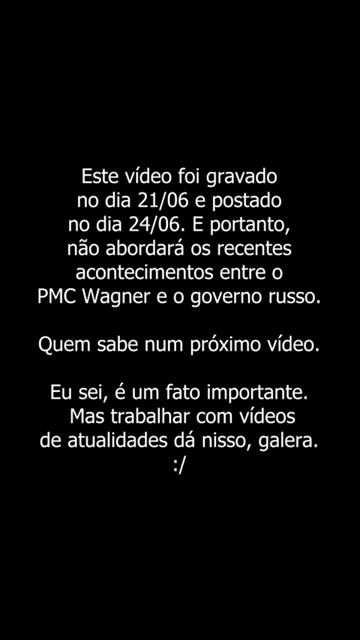 Este vídeo foi gravado
no dia 21/06 e postado
no dia 24/06. E portanto,
não abordará os recentes
acontecimentos entre o
PMC Wagner e o governo russo.
Quem sabe num próximo vídeo.
Eu sei, é um fato importante.
Mas trabalhar com vídeos
de atualidades dá nisso, galera.
:/